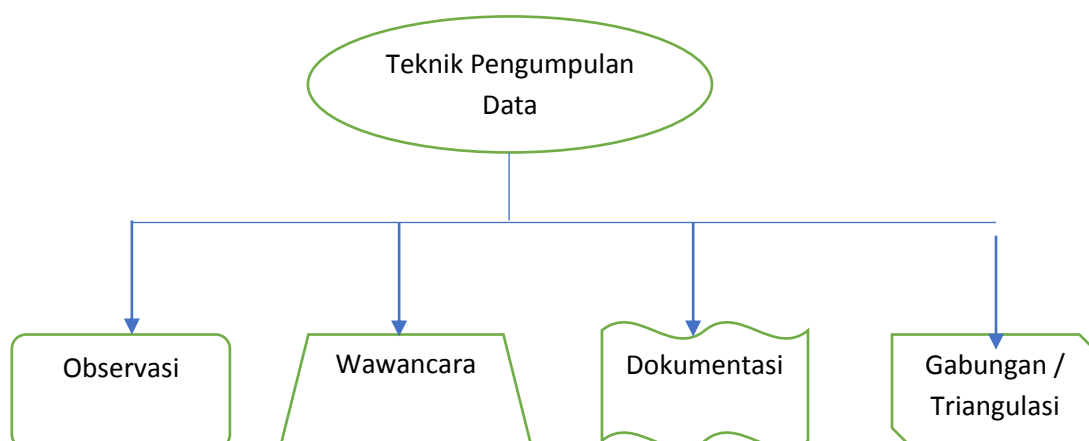 Teknik Pengumpulan
Data
Observasi
Wawancara
Dokumentasi
Gabungan /
Triangulasi